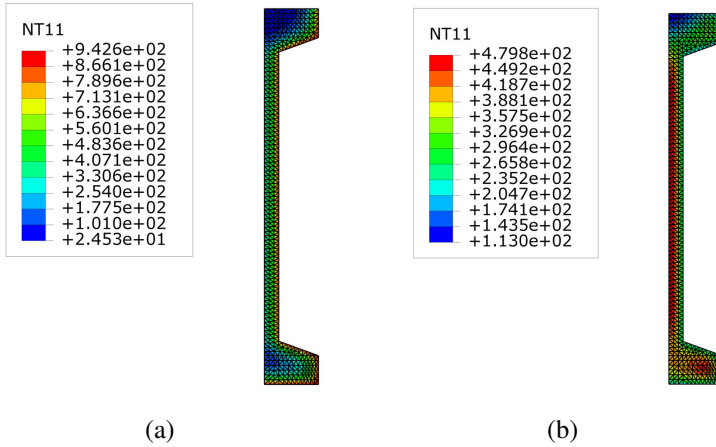 NT11
+9.426e+02
+8.661e+02
+7.896e+02
+7.131e+02
+6.366e+02
+5.601e+02
+4.836e+02
+4.071e+02
+3.306e+02
+2.540e+02
+1.775e+02
+1.010e+02
+2.453e+01
(a)
NT11
+4.798e+02
+4.492e+02
+4.187e+02
+3.881e+02
+3.575e+02
+3.269e+02
+2.964e+02
+2.658e+02
+2.352e+02
+2.047e+02
+1.741e+02
+1.435e+02
+1.130e+02
(b)